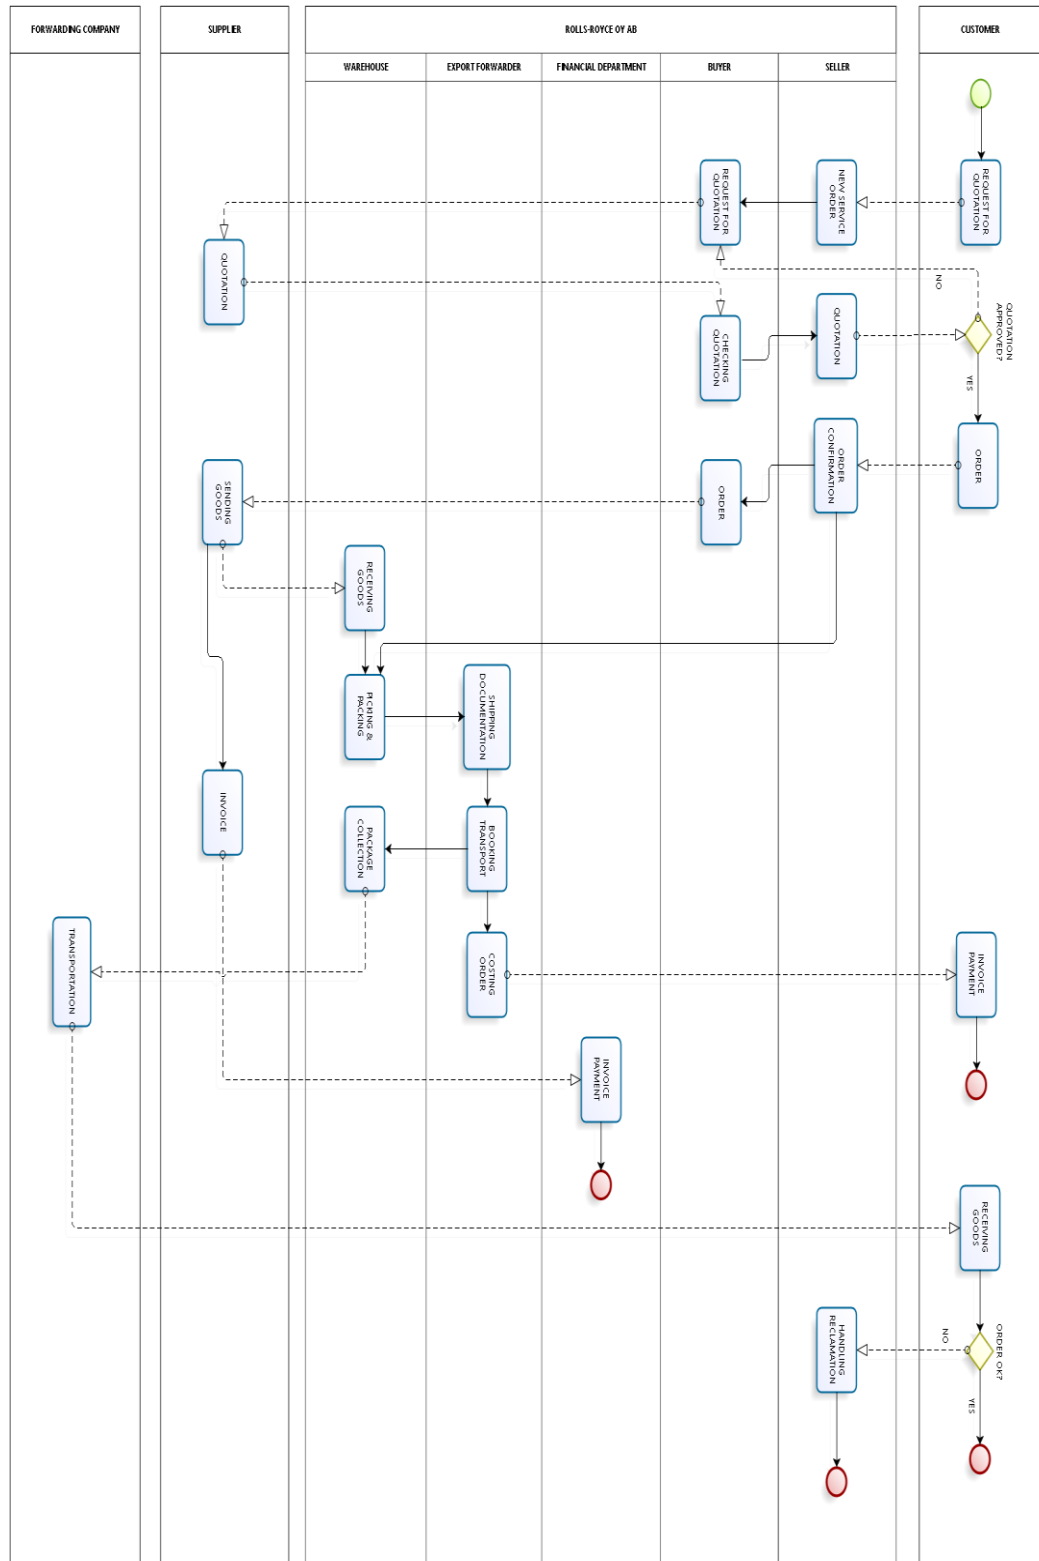 FORWARDING COMPANY
SUPPLIER
ROLLS-ROYCE OY AB
CUSTOMER
WAREHOUSE
EXPORT FORWARDER
FINANCIAL DEPARTMENT
BUYER
SELLER
REQUEST FOR
QUOTATION
NEW SERVICE
ORDER
REQUEST FOR
QUOTATION
QUOTATION
NO
QUOTATION
APPROVED?
QUOTATION
CHECKING
QUOTATION
YES
ORDER
ORDER
CONFIRMATION
ORDER
SENDING
GOODS
RECEIVING
GOODS
PICKING &
PACKING
SHIPPING
DOCUMENTATION
INVOICE
PACKAGE
COLLECTION
BOOKING
TRANSPORT
TRANSPORTATION
COSTING
ORDER
INVOICE
PAYMENT
INVOICE
PAYMENT
RECEIVING
GOODS
HANDLING
RECLAMATION
NO
ORDER OK?
YES